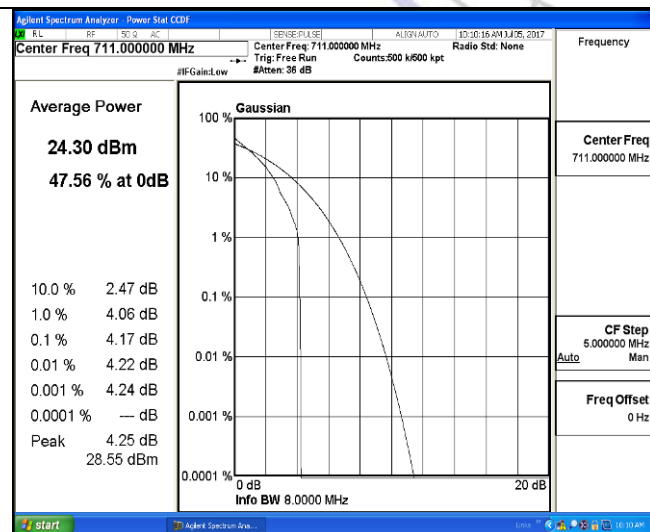 Agilent Spectrum Analyzer - Power Stat CCDF
RL RF 50 Ω AC SENSE:PULSE ALIGN AUTO 10:10:16 AM Jul 05, 2017
Center Freq 711.000000 MHz
Center Freq: 711.000000 MHz Radio Std: None
Trig: Free Run Counts:500 k/500 kpt
#IFGain:Low #Atten: 36 dB
Frequency
Average Power
24.30 dBm
47.56 % at 0dB
10.0 % 2.47 dB
1.0 % 4.06 dB
0.1 % 4.17 dB
0.01 % 4.22 dB
0.001 % 4.24 dB
0.0001 % --- dB
Peak 4.25 dB
28.55 dBm
Gaussian
100 %
10 %
1 %
0.1 %
0.01 %
0.001 %
0.0001 %
0 dB 20 dB
Info BW 8.0000 MHz
Center Freq
711.000000 MHz
CF Step
5.000000 MHz
Auto Man
Freq Offset
0 Hz
start Agilent Spectrum Ana... Links » 10:10 AM